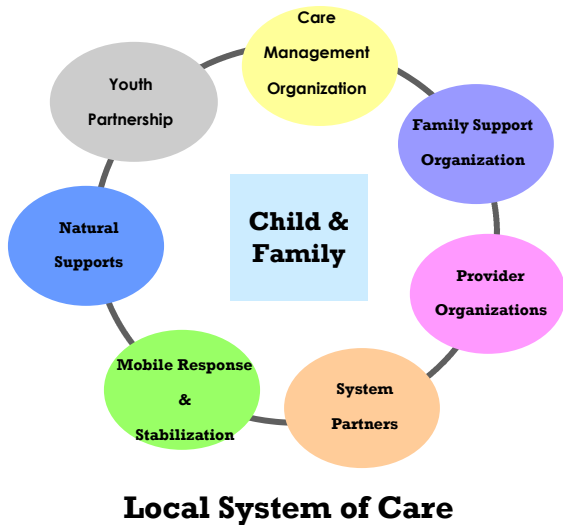 Care
Management
Organization
Youth
Partnership
Family Support
Organization
Child &
Family
Natural
Supports
Provider
Organizations
Mobile Response
&
Stabilization
System
Partners
Local System of Care